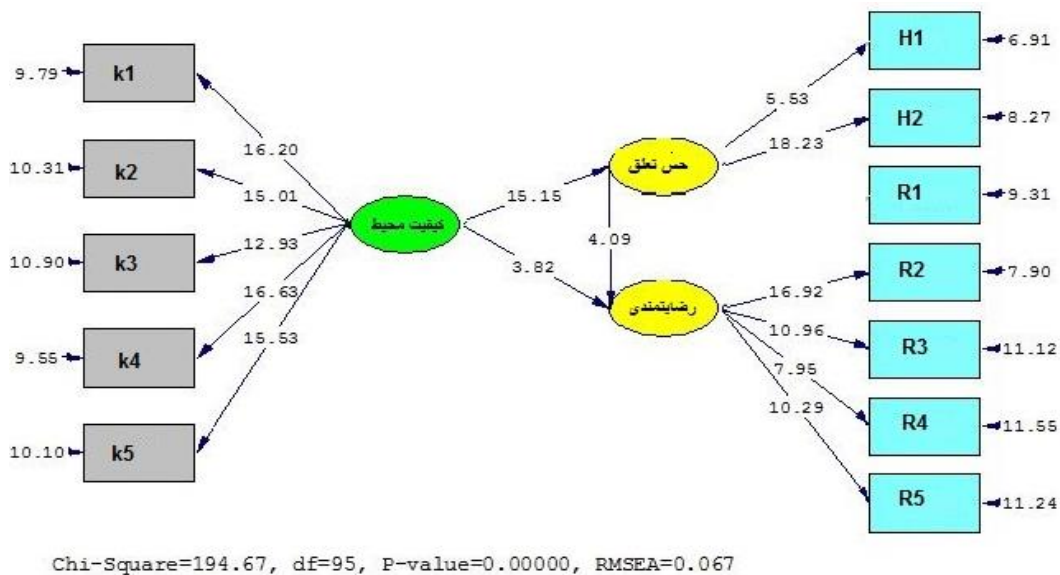 H1
6.91
k1
9.79
5.53
H2
8.27
16.20
18.23
حس تعلق
k2
10.31
15.01
15.15
R1
9.31
کیفیت محیط
4.09
k3
10.90
12.93
3.82
R2
7.90
16.63
16.92
رضایتمندی
15.53
10.96
R3
11.12
k4
9.55
7.95
10.29
R4
11.55
k5
10.10
R5
11.24
Chi-Square=194.67, df=95, P-value=0.00000, RMSEA=0.067